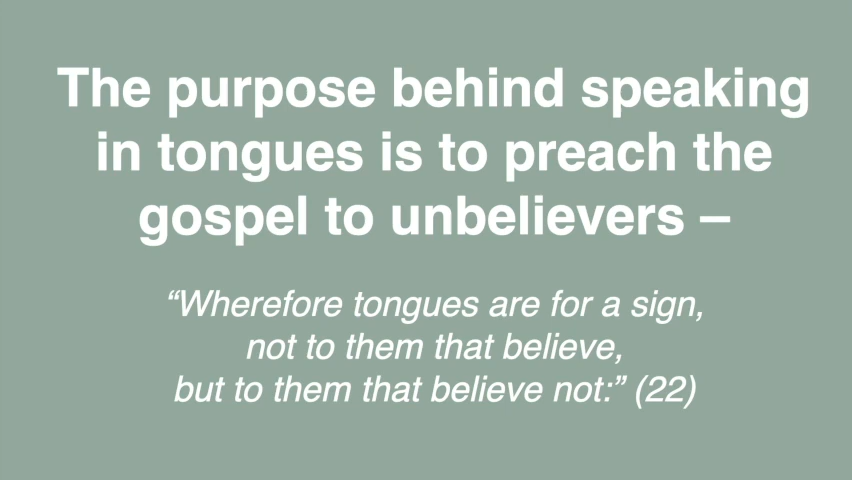 The purpose behind speaking
in tongues is to preach the
gospel to unbelievers –
“Wherefore tongues are for a sign,
not to them that believe,
but to them that believe not:” (22)